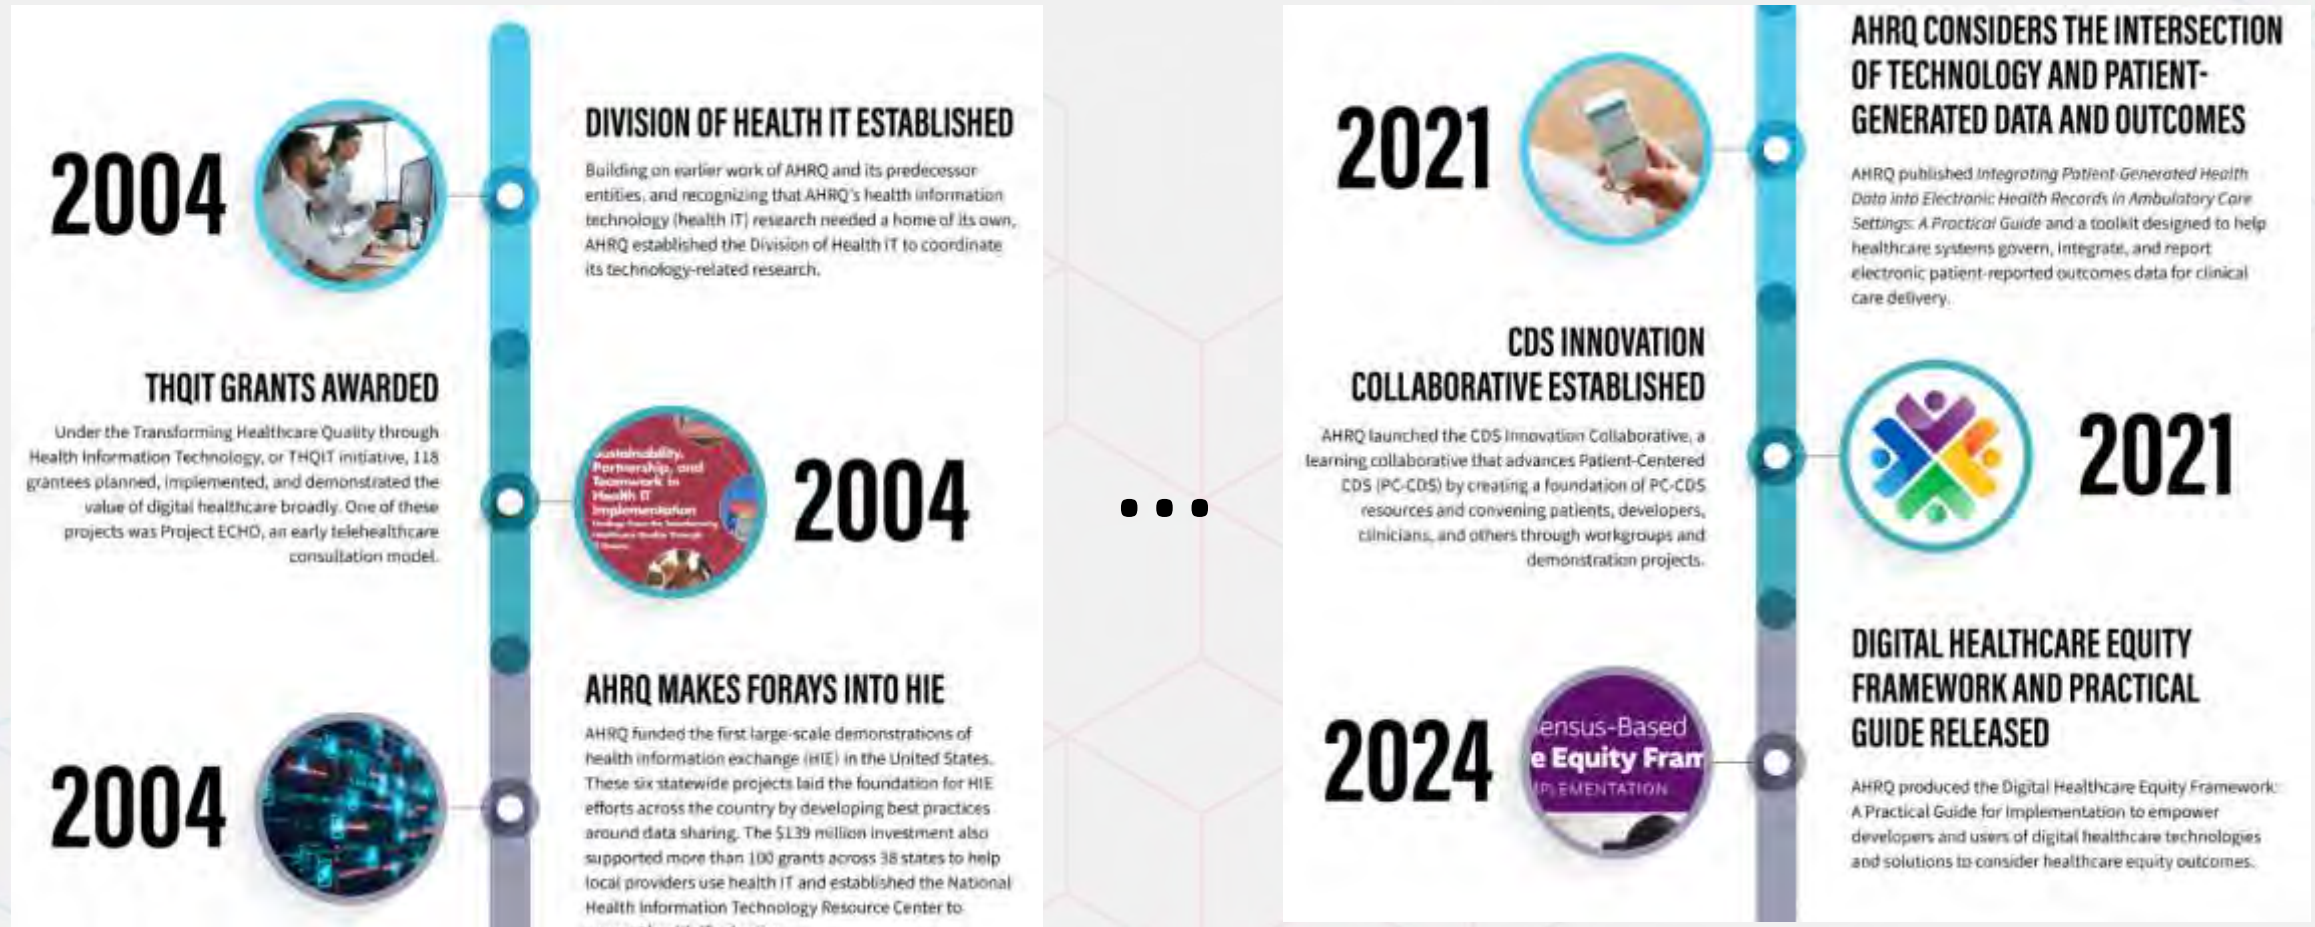 2004
DIVISION OF HEALTH IT ESTABLISHED
Building on earlier work of AHRQ and its predecessor
entities, and recognizing that AHRQ's health information
technology (health IT) research needed a home of its own,
AHRQ established the Division of Health IT to coordinate
its technology-related research.
THQIT GRANTS AWARDED
Under the Transforming Healthcare Quality through
Health Information Technology, or THQIT initiative, 118
grantees planned, implemented, and demonstrated the
value of digital healthcare broadly. One of these
projects was Project ECHO, an early telehealthcare
consultation model.
Sustainability,
Partnership, and
Teamwork in
Health IT
Implementation
2004
2004
AHRQ MAKES FORAYS INTO HIE
AHRQ funded the first large-scale demonstrations of
health information exchange (HIE) in the United States.
These six statewide projects laid the foundation for HIE
efforts across the country by developing best practices
around data sharing. The $139 million investment also
supported more than 100 grants across 38 states to help
local providers use health IT and established the National
Health Information Technology Resource Center to
...
2021
AHRQ CONSIDERS THE INTERSECTION
OF TECHNOLOGY AND PATIENT-
GENERATED DATA AND OUTCOMES
AHRQ published Integrating Patient-Generated Health
Data into Electronic Health Records in Ambulatory Care
Settings: A Practical Guide and a toolkit designed to help
healthcare systems govern, integrate, and report
electronic patient-reported outcomes data for clinical
care delivery.
CDS INNOVATION
COLLABORATIVE ESTABLISHED
AHRQ launched the CDS Innovation Collaborative, a
learning collaborative that advances Patient-Centered
CDS (PC-CDS) by creating a foundation of PC-CDS
resources and convening patients, developers,
clinicians, and others through workgroups and
demonstration projects.
2021
2024
ensus-Based
e Equity Fram
MPLEMENTATION
DIGITAL HEALTHCARE EQUITY
FRAMEWORK AND PRACTICAL
GUIDE RELEASED
AHRQ produced the Digital Healthcare Equity Framework:
A Practical Guide for Implementation to empower
developers and users of digital healthcare technologies
and solutions to consider healthcare equity outcomes.